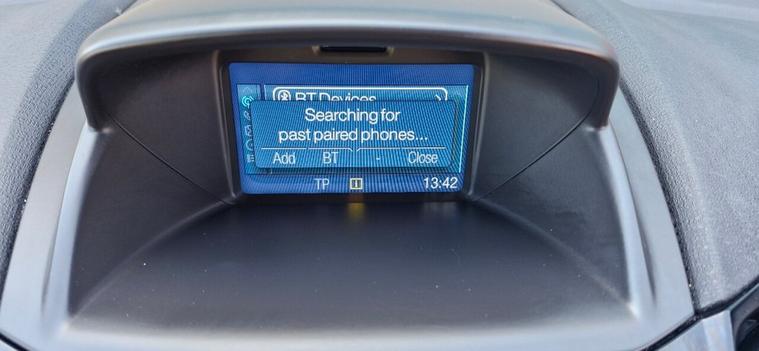 BT Devices
Searching for
past paired phones...
Add BT - Close
TP 13:42